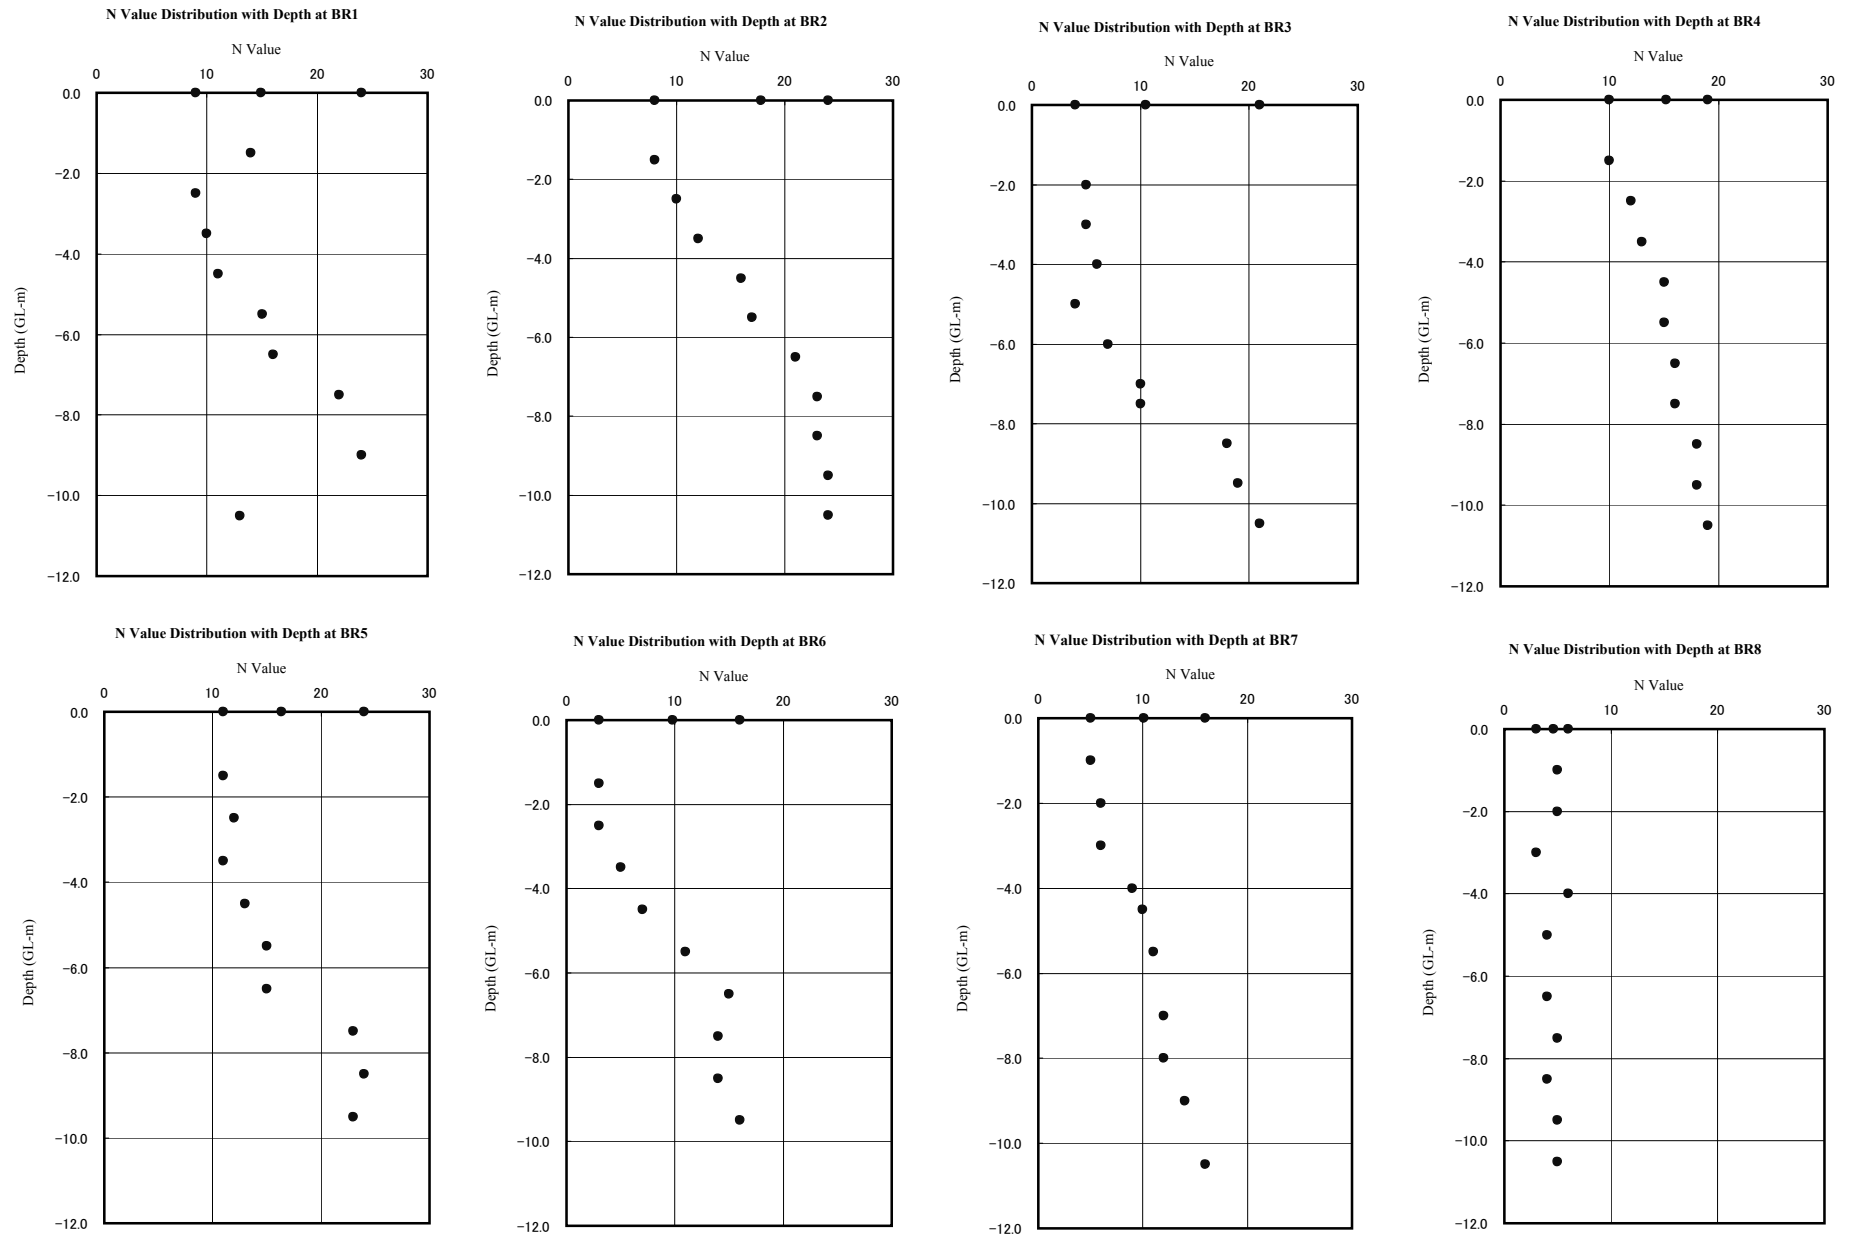 N Value Distribution with Depth at BR1
N Value
0 10 20 30
0.0
−2.0
−4.0
−6.0
−8.0
−10.0
−12.0
Depth (GL-m)
N Value Distribution with Depth at BR2
N Value
0 10 20 30
0.0
−2.0
−4.0
−6.0
−8.0
−10.0
−12.0
Depth (GL-m)
N Value Distribution with Depth at BR3
N Value
0 10 20 30
0.0
−2.0
−4.0
−6.0
−8.0
−10.0
−12.0
Depth (GL-m)
N Value Distribution with Depth at BR4
N Value
0 10 20 30
0.0
−2.0
−4.0
−6.0
−8.0
−10.0
−12.0
Depth (GL-m)
N Value Distribution with Depth at BR5
N Value
0 10 20 30
0.0
−2.0
−4.0
−6.0
−8.0
−10.0
−12.0
Depth (GL-m)
N Value Distribution with Depth at BR6
N Value
0 10 20 30
0.0
−2.0
−4.0
−6.0
−8.0
−10.0
−12.0
Depth (GL-m)
N Value Distribution with Depth at BR7
N Value
0 10 20 30
0.0
−2.0
−4.0
−6.0
−8.0
−10.0
−12.0
Depth (GL-m)
N Value Distribution with Depth at BR8
N Value
0 10 20 30
0.0
−2.0
−4.0
−6.0
−8.0
−10.0
−12.0
Depth (GL-m)